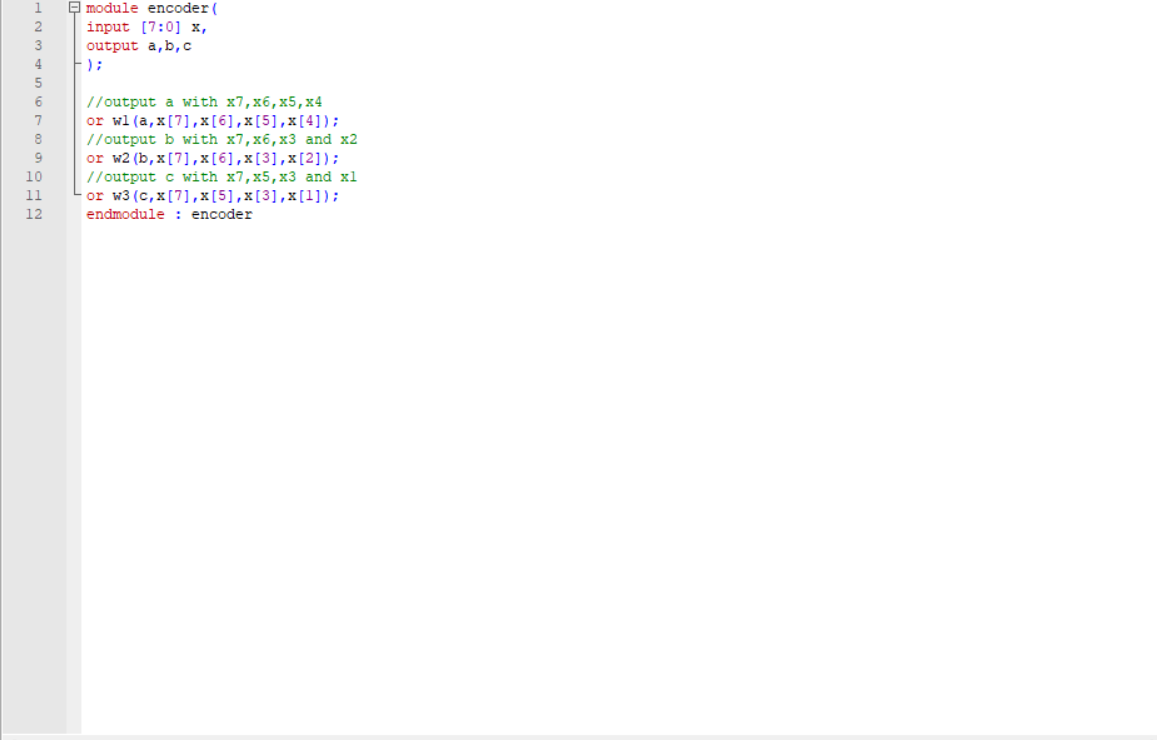 1 module encoder(
2 input [7:0] x,
3 output a,b,c
4 );
5
6 //output a with x7,x6,x5,x4
7 or w1(a,x[7],x[6],x[5],x[4]);
8 //output b with x7,x6,x3 and x2
9 or w2(b,x[7],x[6],x[3],x[2]);
10 //output c with x7,x5,x3 and x1
11 or w3(c,x[7],x[5],x[3],x[1]);
12 endmodule : encoder